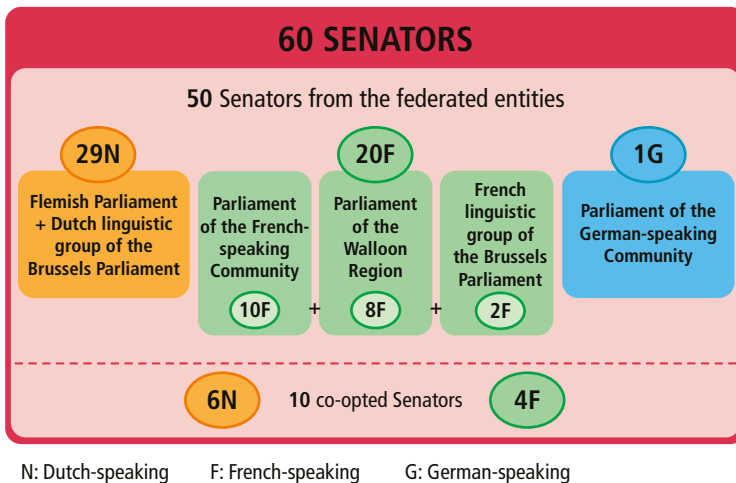 60 SENATORS
50 Senators from the federated entities
29N
Flemish Parliament
+ Dutch linguistic
group of the
Brussels Parliament
20F
Parliament
of the French-
speaking
Community
10F
+
Parliament
of the
Walloon
Region
8F
+
French
linguistic
group of
the Brussels
Parliament
2F
1G
Parliament of the
German-speaking
Community
6N
10 co-opted Senators
4F
N: Dutch-speaking F: French-speaking G: German-speaking